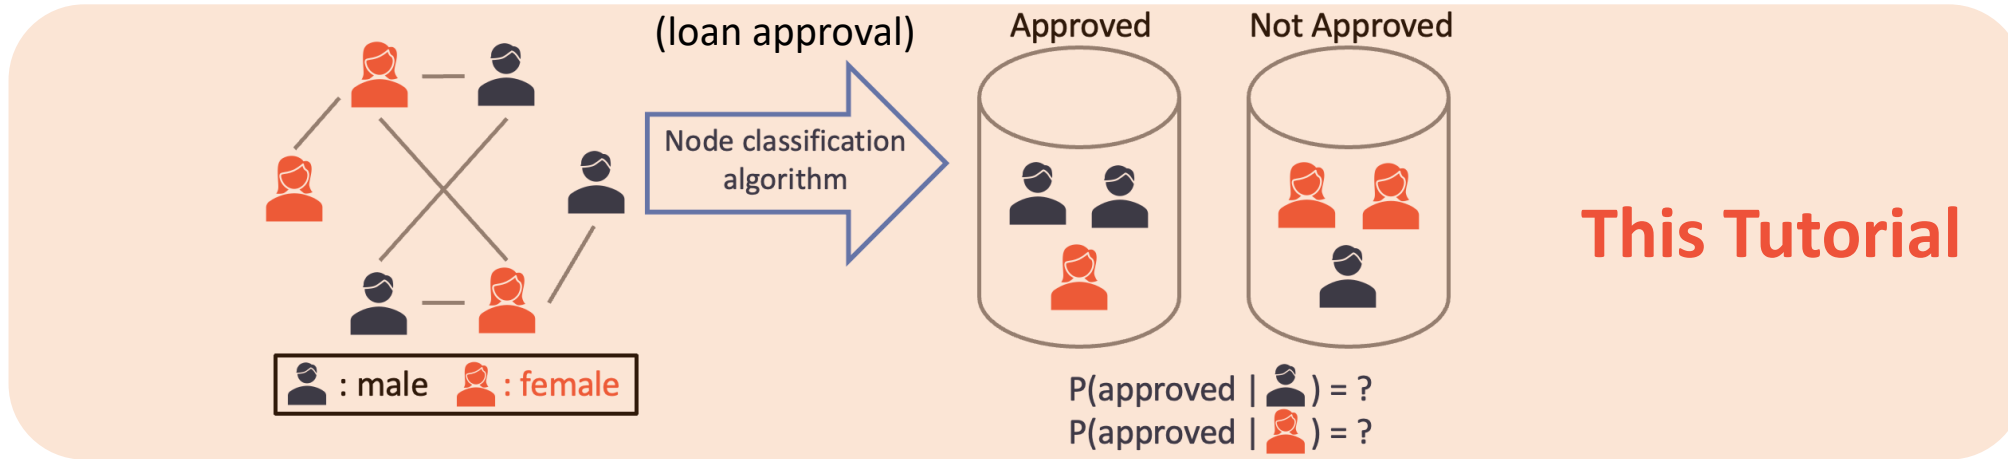 (loan approval)
Approved
Not Approved
Node classification
algorithm
This Tutorial
: male
: female
P(approved | ) = ?
P(approved | ) = ?